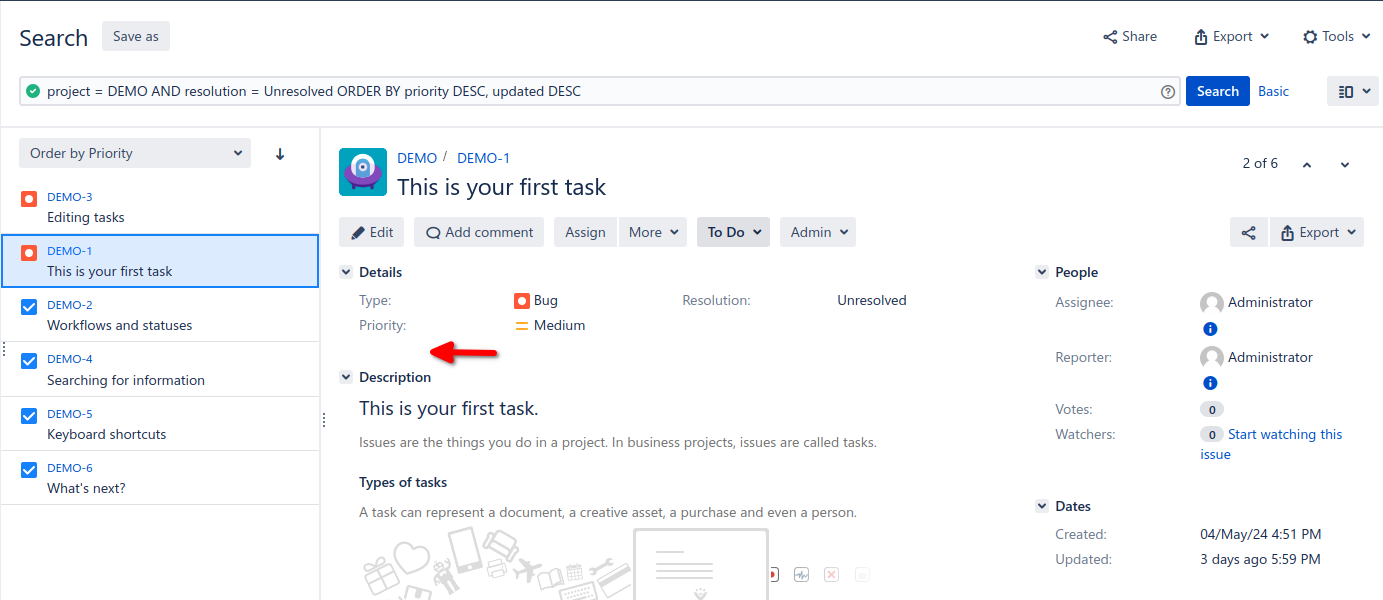 Search Save as Share Export Tools
project = DEMO AND resolution = Unresolved ORDER BY priority DESC, updated DESC Search Basic
Order by Priority
DEMO-3
Editing tasks
DEMO-1
This is your first task
DEMO-2
Workflows and statuses
DEMO-4
Searching for information
DEMO-5
Keyboard shortcuts
DEMO-6
What's next?
DEMO / DEMO-1
This is your first task
2 of 6
Edit Add comment Assign More To Do Admin Export
Details
Type: Bug Resolution: Unresolved
Priority: Medium
Description
This is your first task.
Issues are the things you do in a project. In business projects, issues are called tasks.
Types of tasks
A task can represent a document, a creative asset, a purchase and even a person.
People
Assignee: Administrator
Reporter: Administrator
Votes: 0
Watchers: 0 Start watching this
issue
Dates
Created: 04/May/24 4:51 PM
Updated: 3 days ago 5:59 PM